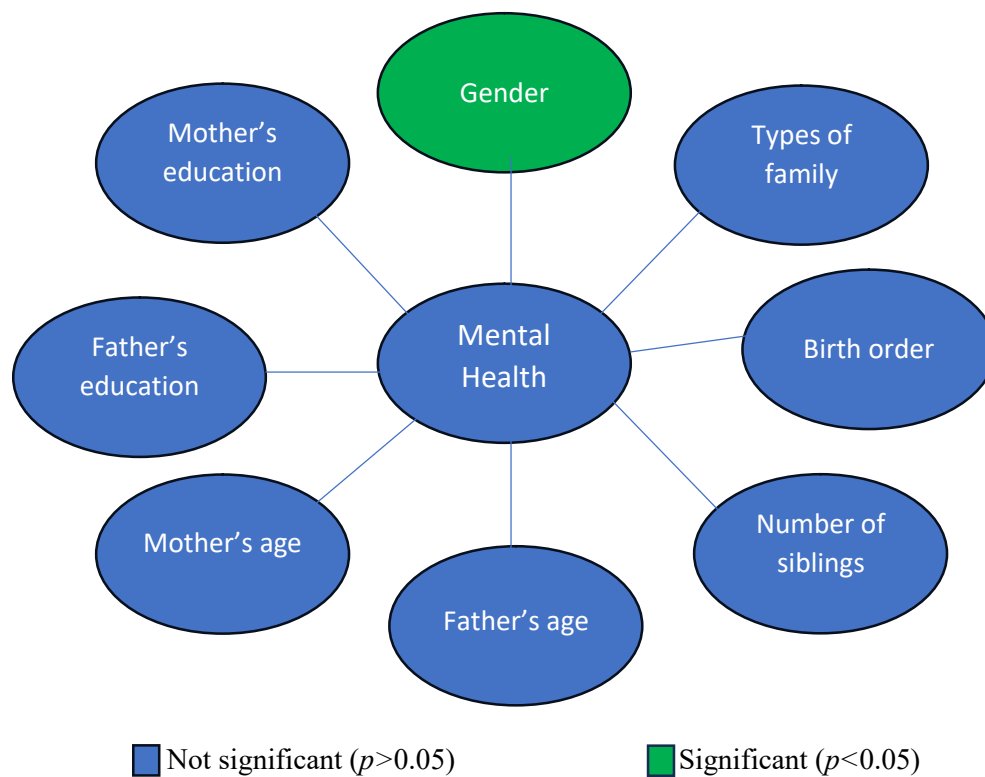 Gender
Mother’s
education
Types of
family
Father’s
education
Mental
Health
Birth order
Mother’s age
Number of
siblings
Father’s age
Not significant (p>0.05)
Significant (p<0.05)